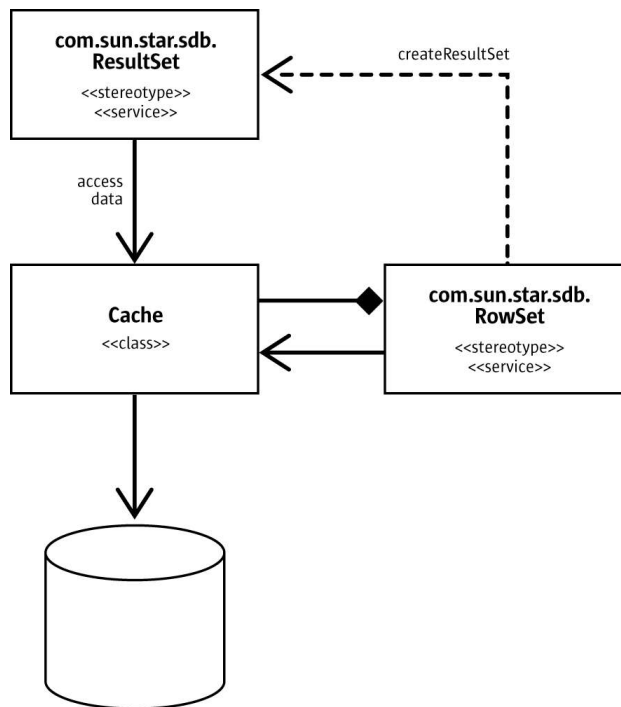 com.sun.star.sdb.
ResultSet
<<stereotype>>
<<service>>
createResultSet
access
data
Cache
<<class>>
com.sun.star.sdb.
RowSet
<<stereotype>>
<<service>>